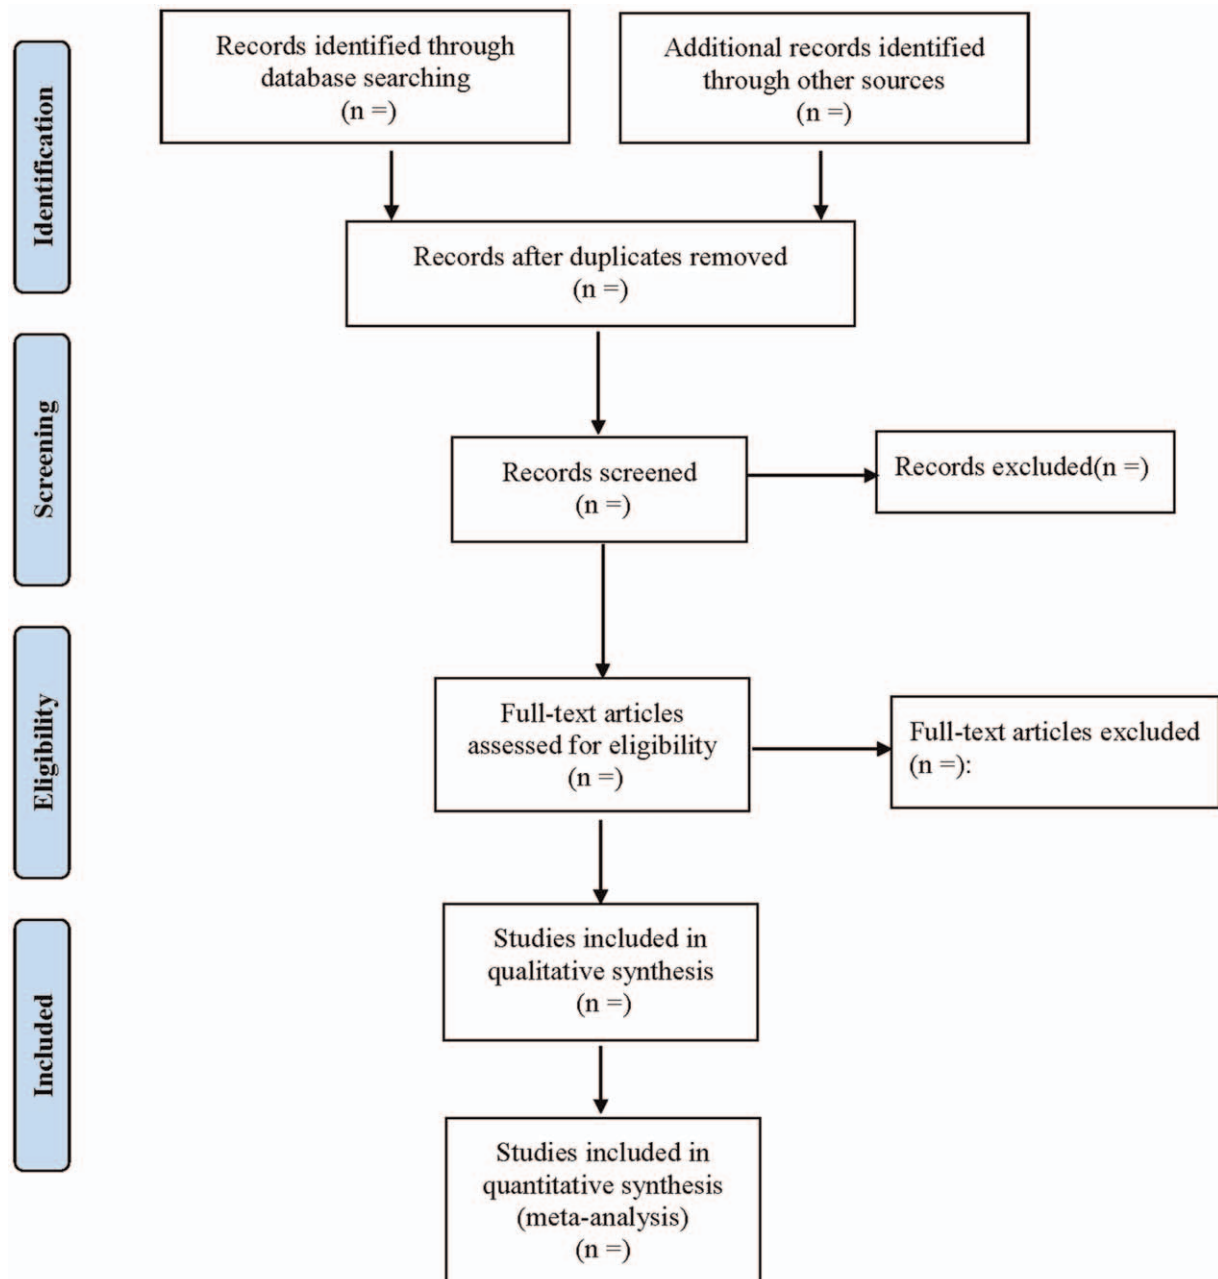 Identification
Records identified through
database searching
(n =)
Additional records identified
through other sources
(n =)
Records after duplicates removed
(n =)
Screening
Records screened
(n =)
Records excluded(n =)
Eligibility
Full-text articles
assessed for eligibility
(n =)
Full-text articles excluded
(n =):
Included
Studies included in
qualitative synthesis
(n =)
Studies included in
quantitative synthesis
(meta-analysis)
(n =)